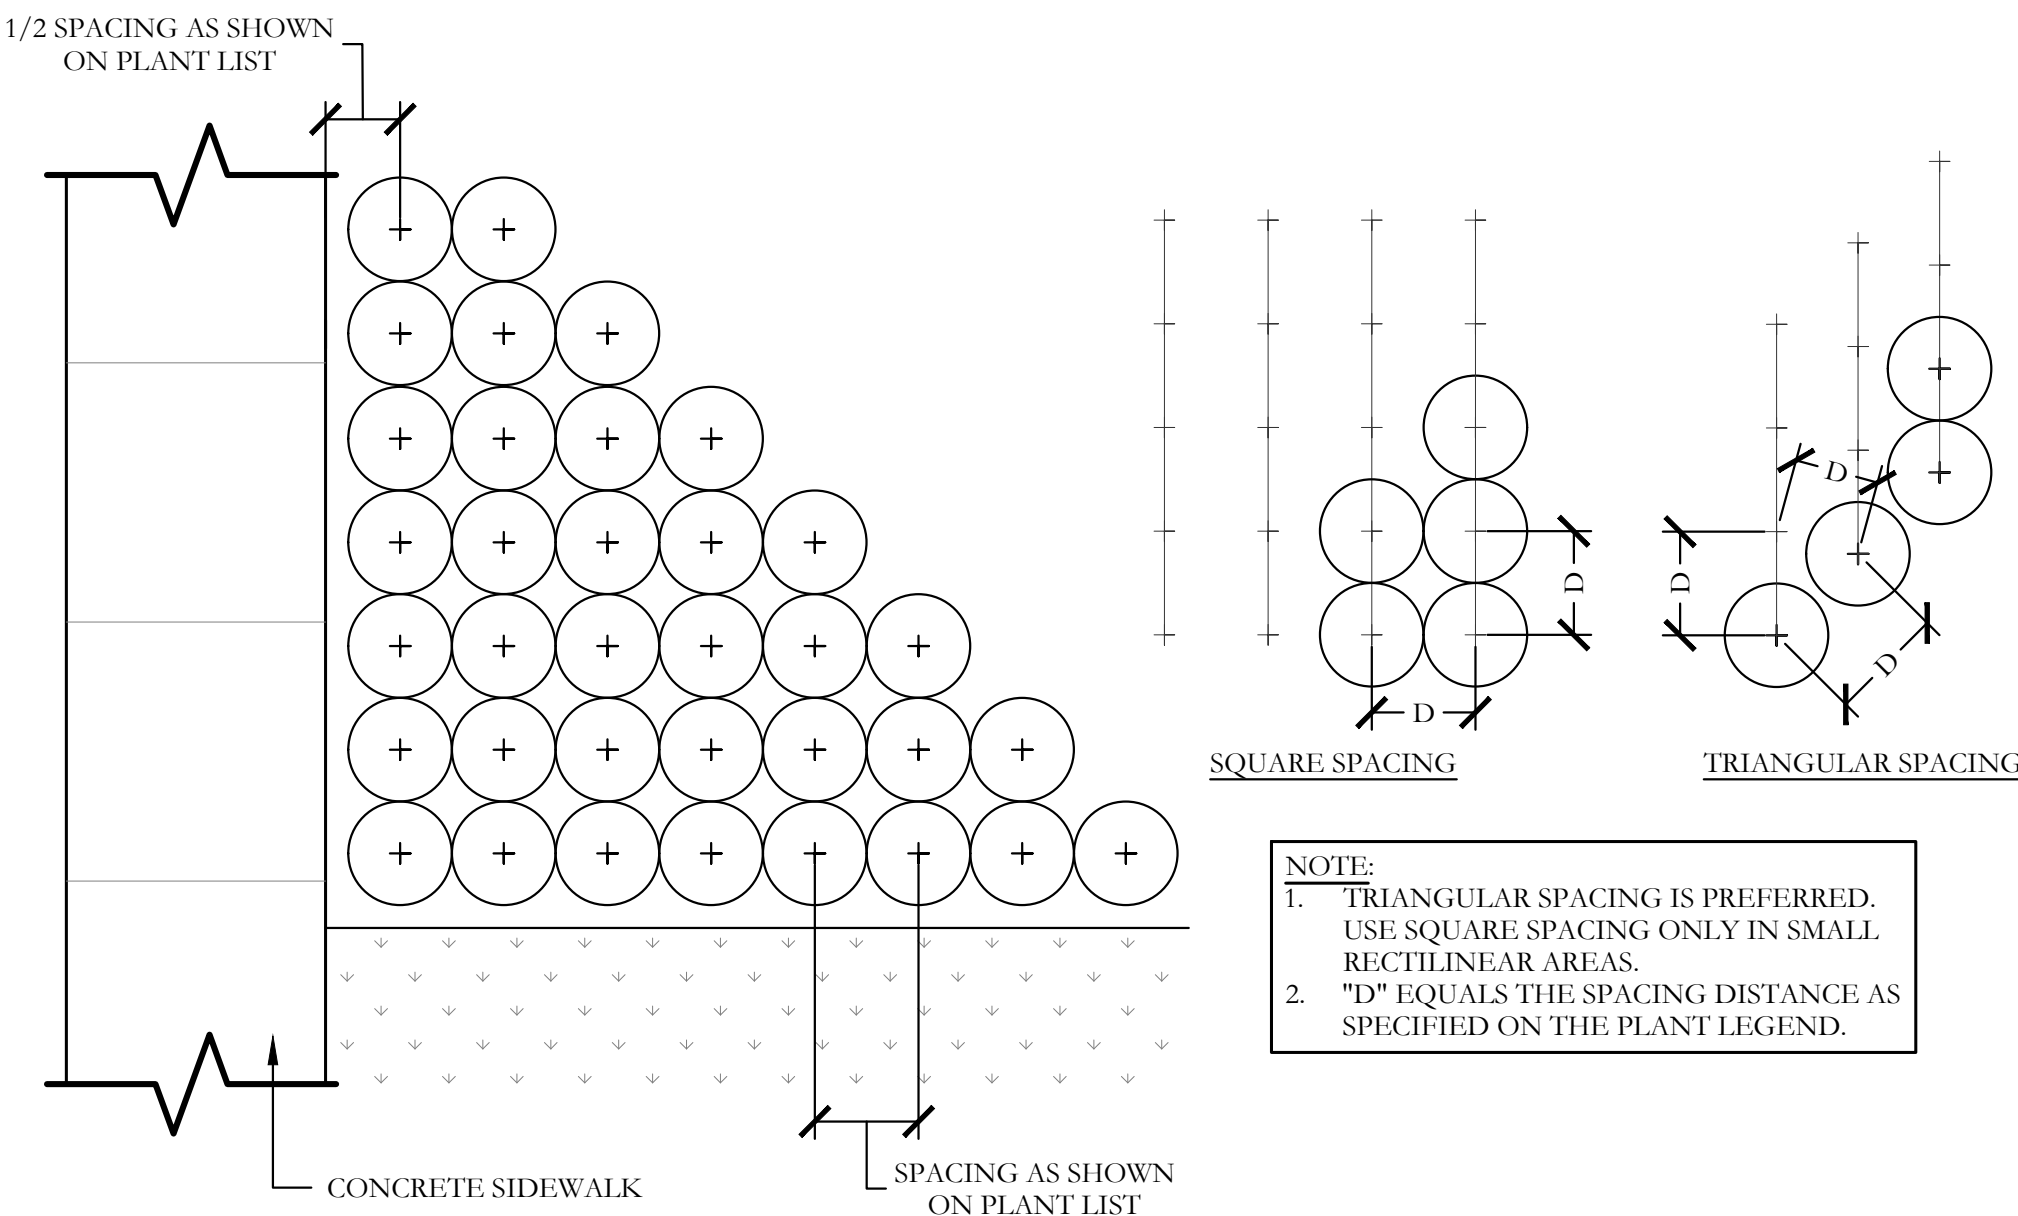 1/2 SPACING AS SHOWN
ON PLANT LIST
D
D
D
D
D
SQUARE SPACING
TRIANGULAR SPACING
NOTE:
1. TRIANGULAR SPACING IS PREFERRED.
USE SQUARE SPACING ONLY IN SMALL
RECTILINEAR AREAS.
2. "D" EQUALS THE SPACING DISTANCE AS
SPECIFIED ON THE PLANT LEGEND.
CONCRETE SIDEWALK
SPACING AS SHOWN
ON PLANT LIST